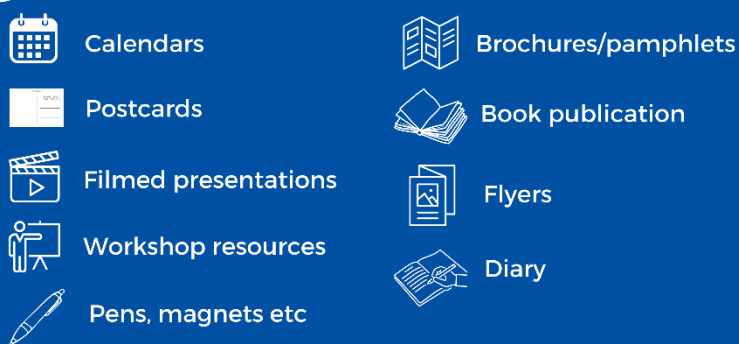 Calendars
Postcards
Filmed presentations
Workshop resources
Pens, magnets etc
Brochures/pamphlets
Book publication
Flyers
Diary